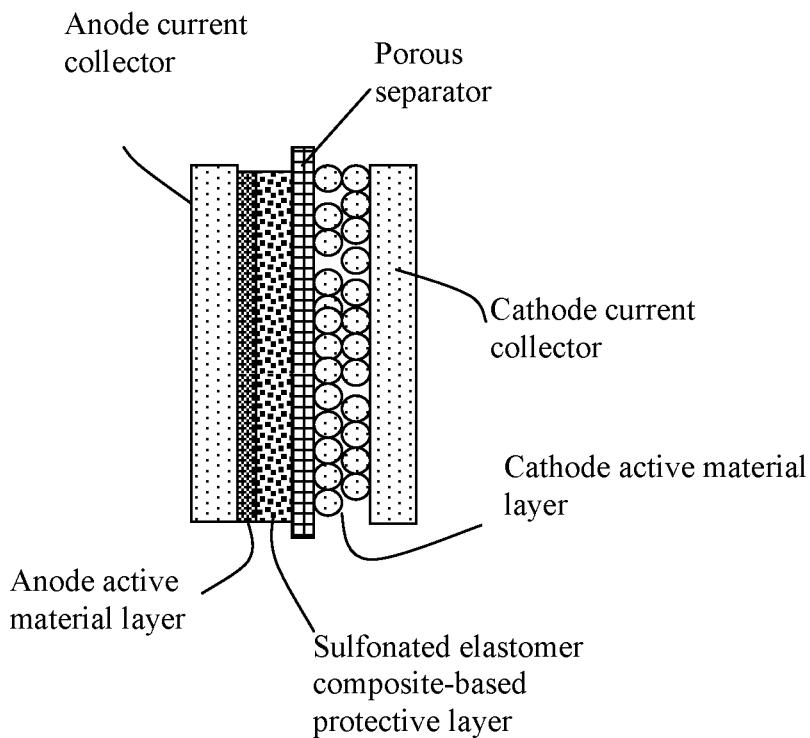 Anode current
collector
Porous
separator
Cathode current
collector
Cathode active material
layer
Anode active
material layer
Sulfonated elastomer
composite-based
protective layer